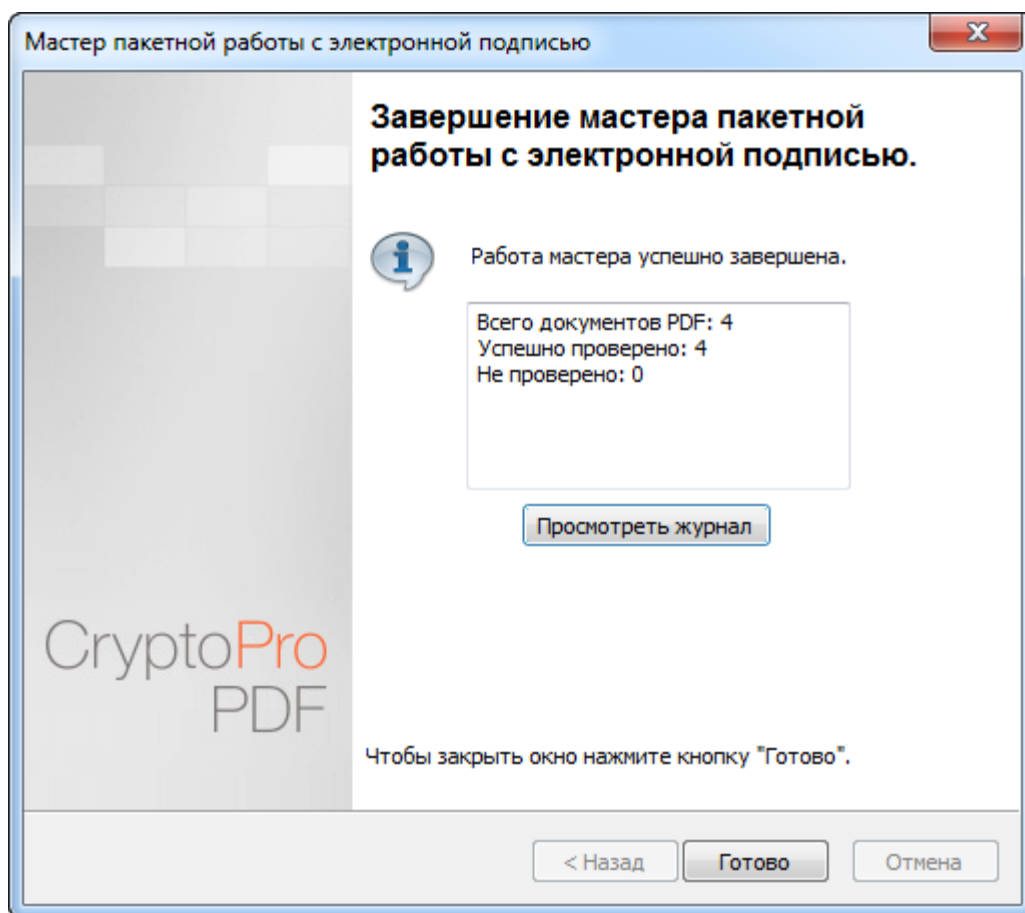 Мастер пакетной работы с электронной подписью
Завершение мастера пакетной
работы с электронной подписью.
Работа мастера успешно завершена.
Всего документов PDF: 4
Успешно проверено: 4
Не проверено: 0
Просмотреть журнал
CryptoPro
PDF
Чтобы закрыть окно нажмите кнопку "Готово".
< Назад
Готово
Отмена